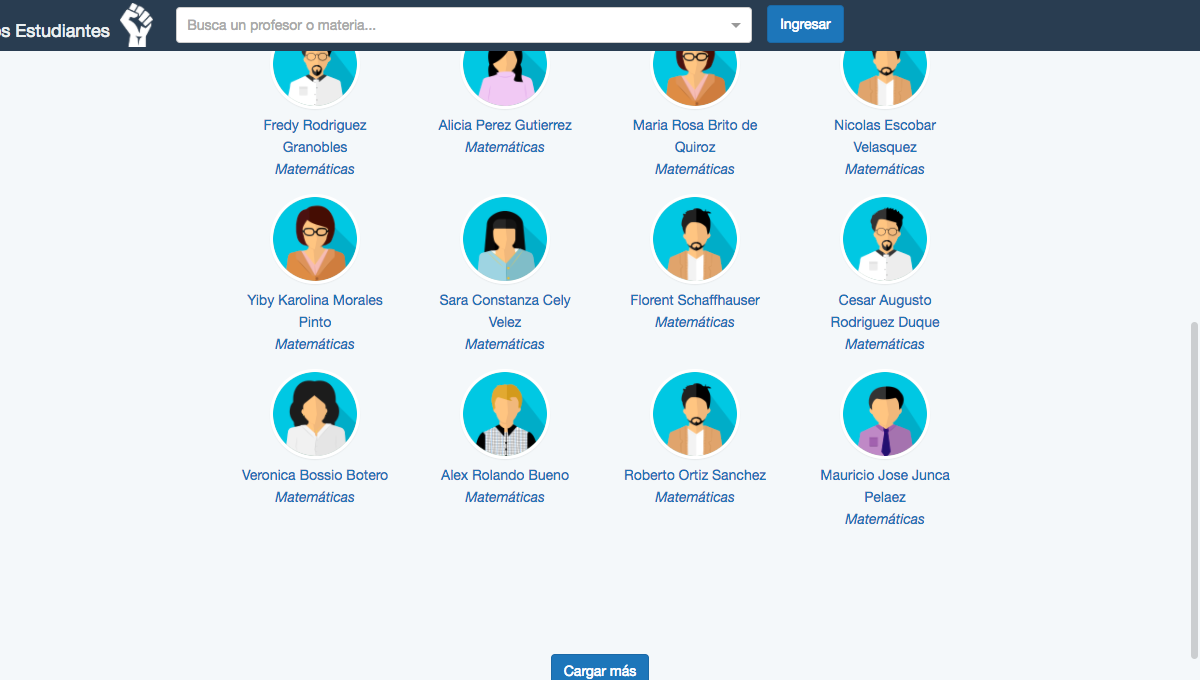 s Estudiantes
Busca un profesor o materia...
Ingresar
Fredy Rodriguez
Granobles
Matemáticas
Alicia Perez Gutierrez
Matemáticas
Maria Rosa Brito de
Quiroz
Matemáticas
Nicolas Escobar
Velasquez
Matemáticas
Yiby Karolina Morales
Pinto
Matemáticas
Sara Constanza Cely
Velez
Matemáticas
Florent Schaffhauser
Matemáticas
Cesar Augusto
Rodriguez Duque
Matemáticas
Veronica Bossio Botero
Matemáticas
Alex Rolando Bueno
Matemáticas
Roberto Ortiz Sanchez
Matemáticas
Mauricio Jose Junca
Pelaez
Matemáticas
Cargar más